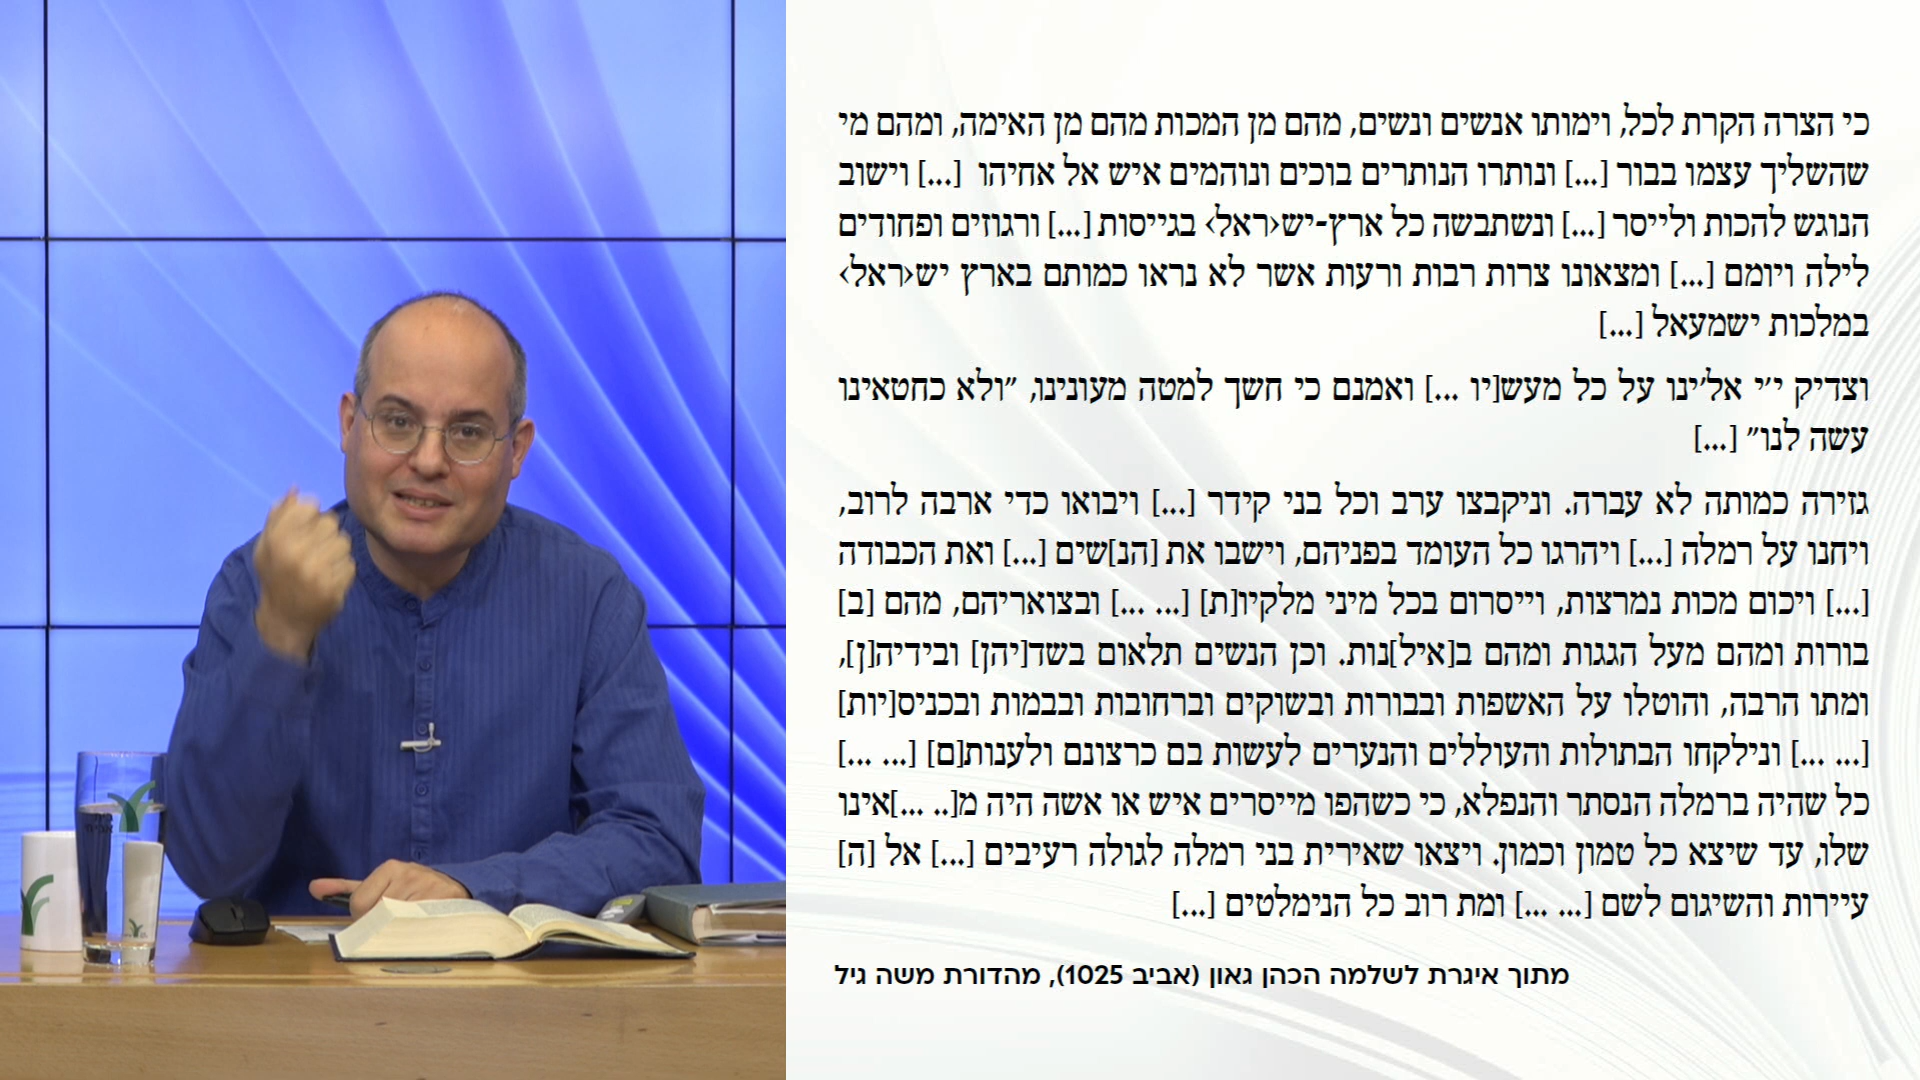 כי הצרה הקרת לכל, וימותו אנשים ונשים, מהם מן המכות מהם מן האימה, ומהם מי
שהשליך עצמו בבור [...] ונותרו הנותרים בוכים ונוהמים איש אל אחיהו [...] וישוב
הנוגש להכות ולייסר [...] ונשתבשה כל ארץ-יש‹ראל› בגייסות [...] ורגוזים ופחודים
לילה ויומם [...] ומצאונו צרות רבות ורעות אשר לא נראו כמותם בארץ יש‹ראל›
במלכות ישמעאל [...]
וצדיק י׳י אל׳ינו על כל מעש[יו ...] ואמנם כי חשך למטה מעונינו, ״ולא כחטאינו
עשה לנו״ [...]
גזירה כמותה לא עברה. וניקבצו ערב וכל בני קידר [...] ויבואו כדי ארבה לרוב,
ויחנו על רמלה [...] ויהרגו כל העומד בפניהם, וישבו את [הנ]שים [...] ואת הכבודה
[...] ויכום מכות נמרצות, וייסרום בכל מיני מלקיו[ת] [... ...] ובצואריהם, מהם [ב]
בורות ומהם מעל הגגות ומהם ב[איל]נות. וכן הנשים תלאום בשד[יהן] ובידיה[ן],
ומתו הרבה, והוטלו על האשפות ובבורות ובשוקים וברחובות ובבמות ובכניס[יות]
[... ...] ונילקחו הבתולות והעוללים והנערים לעשות בם כרצונם ולענות[ם] [... ...]
כל שהיה ברמלה הנסתר והנפלא, כי כשהפו מייסרים איש או אשה היה מ[.. ...]אינו
שלו, עד שיצא כל טמון וכמון. ויצאו שאירית בני רמלה לגולה רעיבים [...] אל [ה]
עיירות והשיגום לשם [... ...] ומת רוב כל הנימלטים [...]
מתוך איגרת לשלמה הכהן גאון (אביב 1025), מהדורת משה גיל